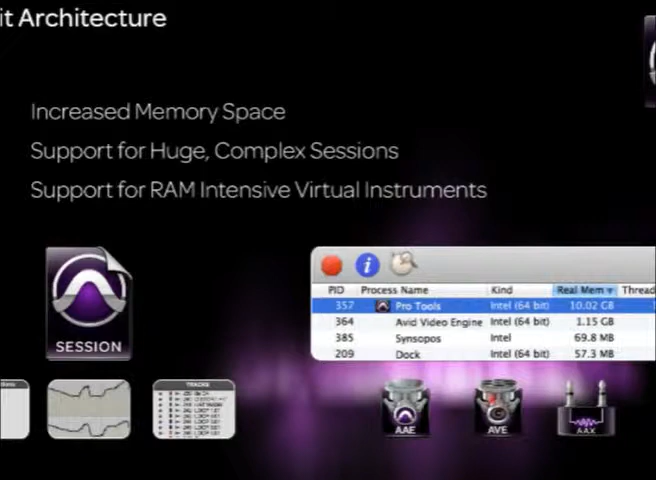 it Architecture
Increased Memory Space
Support for Huge, Complex Sessions
Support for RAM Intensive Virtual Instruments
SESSION
PID Process Name Kind Real Mem Thread
357 Pro Tools Intel (64 bit) 10.02 GB
364 Avid Video Engine Intel (64 bit) 1.15 GB
385 Synsopos Intel 69.8 MB
209 Dock Intel (64 bit) 57.3 MB
TRACKS
AAE
AVE
AAX